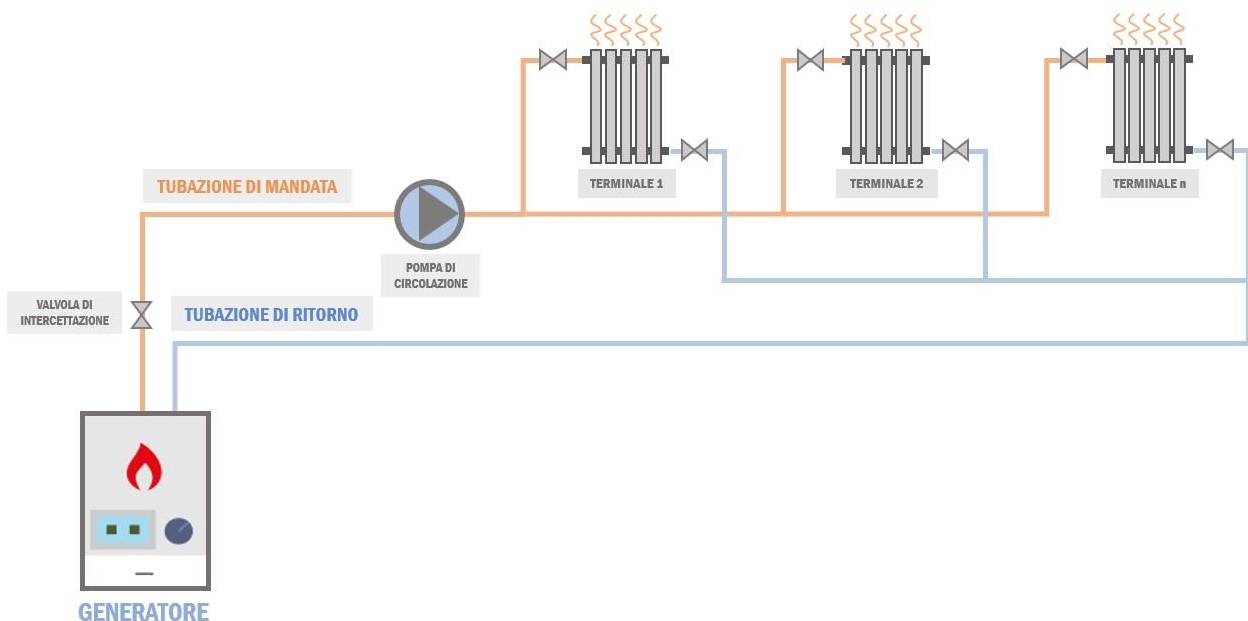 TERMINALE 1
TERMINALE 2
TERMINALE n
TUBAZIONE DI MANDATA
POMPA DI
CIRCOLAZIONE
VALVOLA DI
INTERCETTAZIONE
TUBAZIONE DI RITORNO
GENERATORE